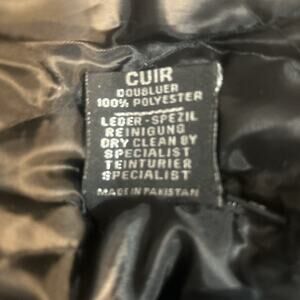 CUIR
DOUBLUER
100% POLYESTER
LEDER-SPEZIL
REINIGUNG
DRY CLEAN BY
SPECIALIST
TEINTURIER
SPECIALIST
MADE IN PAKISTAN